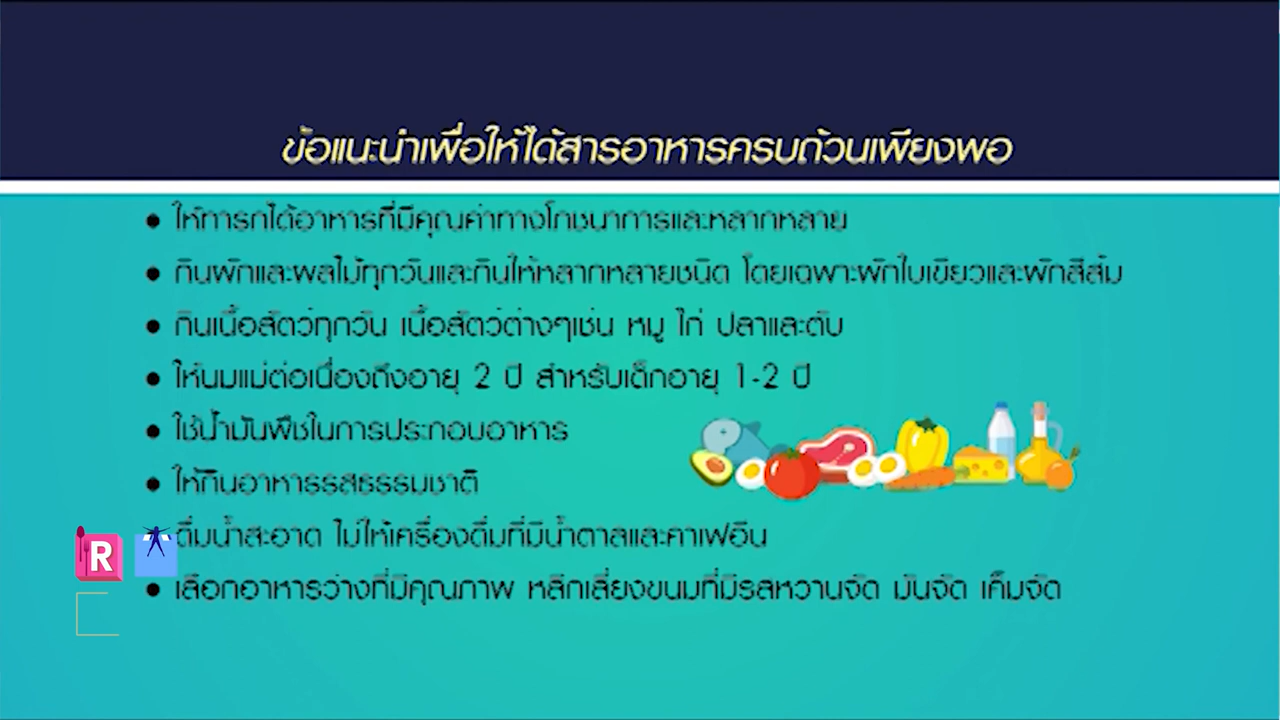 ข้อแนะนำเพื่อให้ได้สารอาหารครบถ้วนเพียงพอ
• ให้ทารกได้อาหารที่มีคุณค่าทางโภชนาการและหลากหลาย
• กินผักและผลไม้ทุกวันและกินให้หลากหลายชนิด โดยเฉพาะผักใบเขียวและผักสีส้ม
• กินเนื้อสัตว์ทุกวัน เนื้อสัตว์ต่างๆเช่น หมู ไก่ ปลาและตับ
• ให้นมแม่ต่อเนื่องถึงอายุ 2 ปี สำหรับเด็กอายุ 1-2 ปี
• ใช้น้ำมันพืชในการประกอบอาหาร
• ให้กินอาหารรสธรรมชาติ
ดื่มน้ำสะอาด ไม่ให้เครื่องดื่มที่มีน้ำตาลและคาเฟอีน
• เลือกอาหารว่างที่มีคุณภาพ หลีกเลี่ยงขนมที่มีรสหวานจัด มันจัด เค็มจัด
R